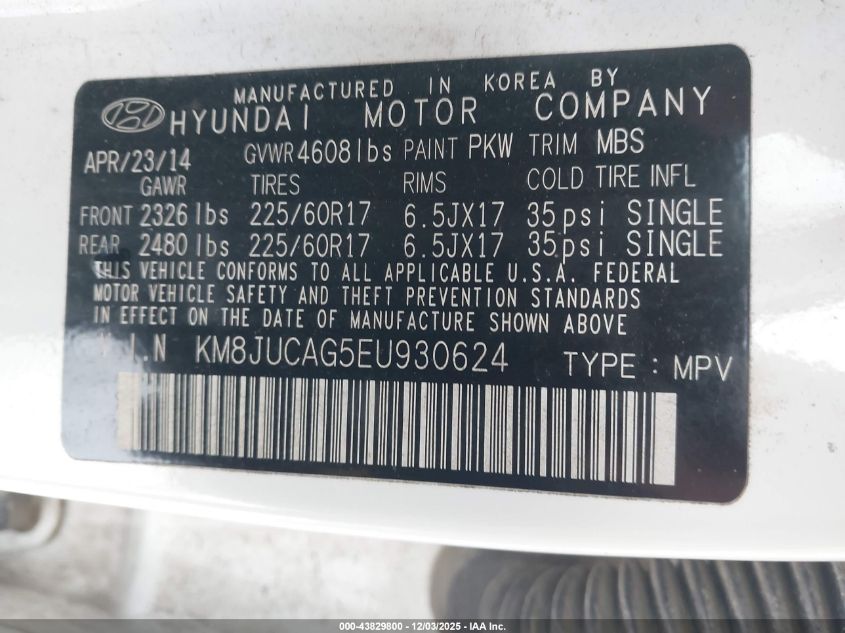 MANUFACTURED IN KOREA BY
HYUNDAI MOTOR COMPANY
APR/23/14 GVWR 4608 lbs PAINT PKW TRIM MBS
GAWR TIRES RIMS COLD TIRE INFL
FRONT 2326 lbs 225/60R17 6.5JX17 35psi SINGLE
REAR 2480 lbs 225/60R17 6.5JX17 35psi SINGLE
THIS VEHICLE CONFORMS TO ALL APPLICABLE U.S.A. FEDERAL
MOTOR VEHICLE SAFETY AND THEFT PREVENTION STANDARDS
IN EFFECT ON THE DATE OF MANUFACTURE SHOWN ABOVE
V.I.N KM8JUCAG5EU930624 TYPE : MPV
000-43829800 - 12/03/2025 - IAA Inc.